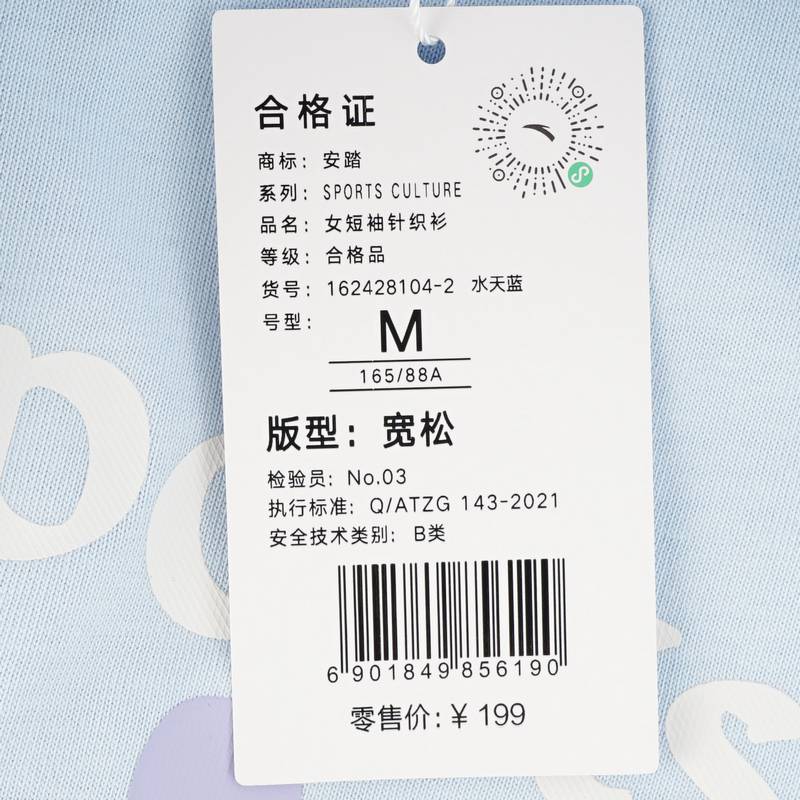 合格证
商标：安踏
系列：SPORTS CULTURE
品名：女短袖针织衫
等级：合格品
货号：162428104-2 水天蓝
号型：M
165/88A
版型：宽松
检验员：No.03
执行标准：Q/ATZG 143-2021
安全技术类别：B类
6 901849 856190
零售价：¥ 199